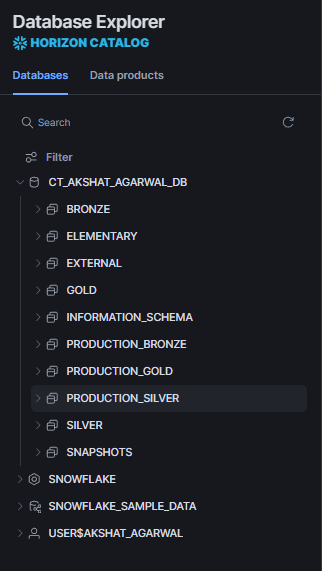 Database Explorer
HORIZON CATALOG
Databases Data products
Search
Filter
CT_AKSHAT_AGARWAL_DB
BRONZE
ELEMENTARY
EXTERNAL
GOLD
INFORMATION_SCHEMA
PRODUCTION_BRONZE
PRODUCTION_GOLD
PRODUCTION_SILVER
SILVER
SNAPSHOTS
SNOWFLAKE
SNOWFLAKE_SAMPLE_DATA
USER$AKSHAT_AGARWAL